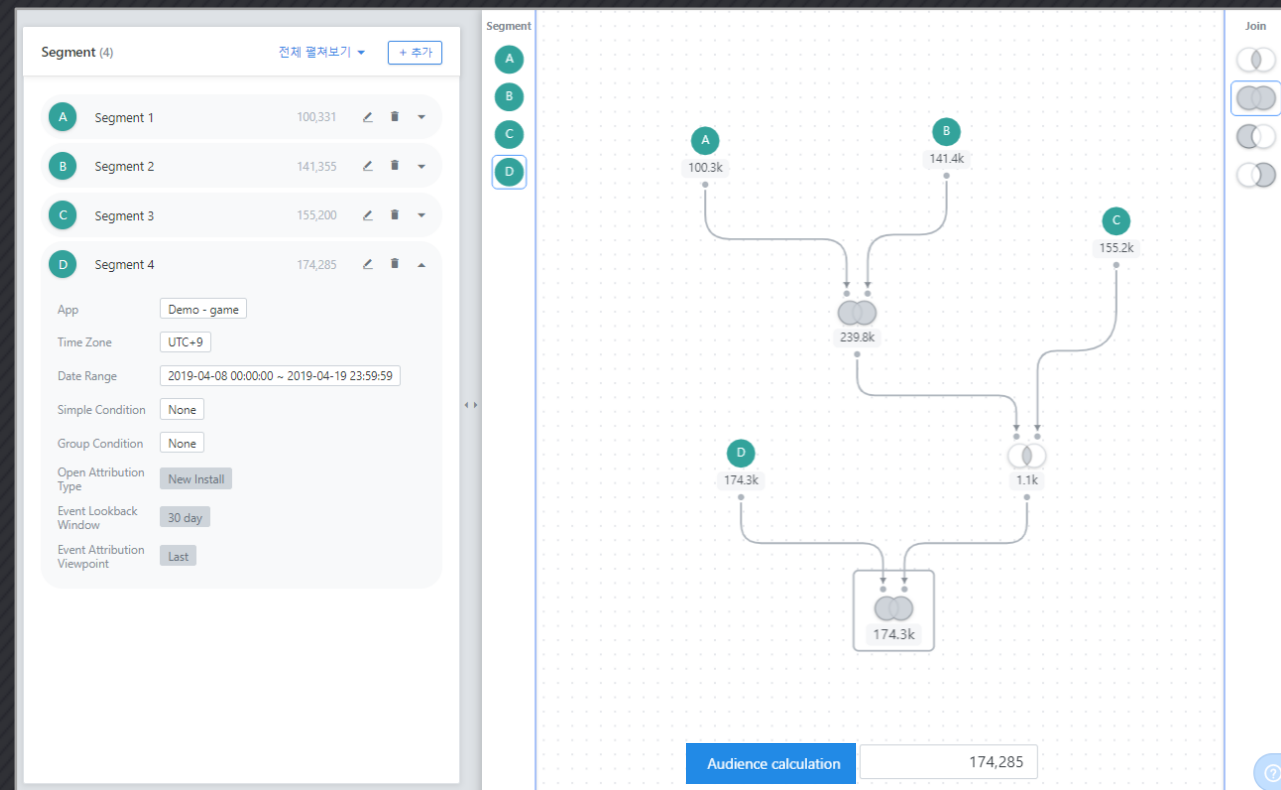 Segment (4)
전체 펼쳐보기
+ 추가
A Segment 1 100,331
B Segment 2 141,355
C Segment 3 155,200
D Segment 4 174,285
App Demo - game
Time Zone UTC+9
Date Range 2019-04-08 00:00:00 ~ 2019-04-19 23:59:59
Simple Condition None
Group Condition None
Open Attribution
Type
New Install
Event Lookback
Window
30 day
Event Attribution
Viewpoint
Last
Segment
A
B
C
D
A
100.3k
B
141.4k
C
155.2k
239.8k
D
174.3k
1.1k
174.3k
Audience calculation 174,285
Join
?